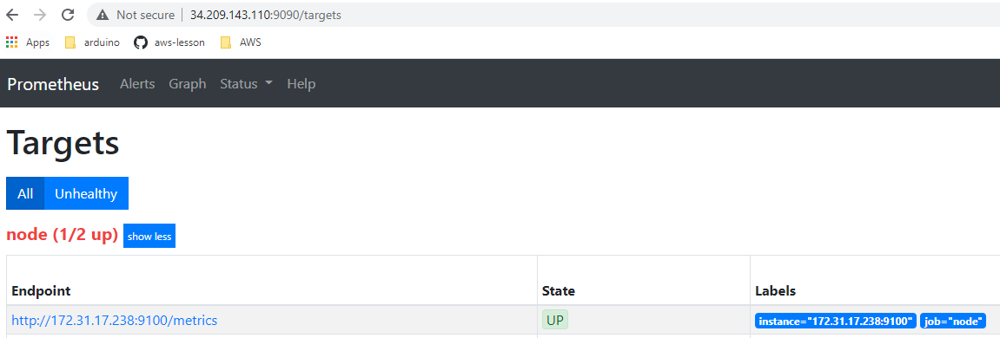 Not secure | 34.209.143.110:9090/targets
Apps arduino aws-lesson AWS
Prometheus Alerts Graph Status Help
Targets
All Unhealthy
node (1/2 up) show less
Endpoint State Labels
http://172.31.17.238:9100/metrics UP instance="172.31.17.238:9100" job="node"